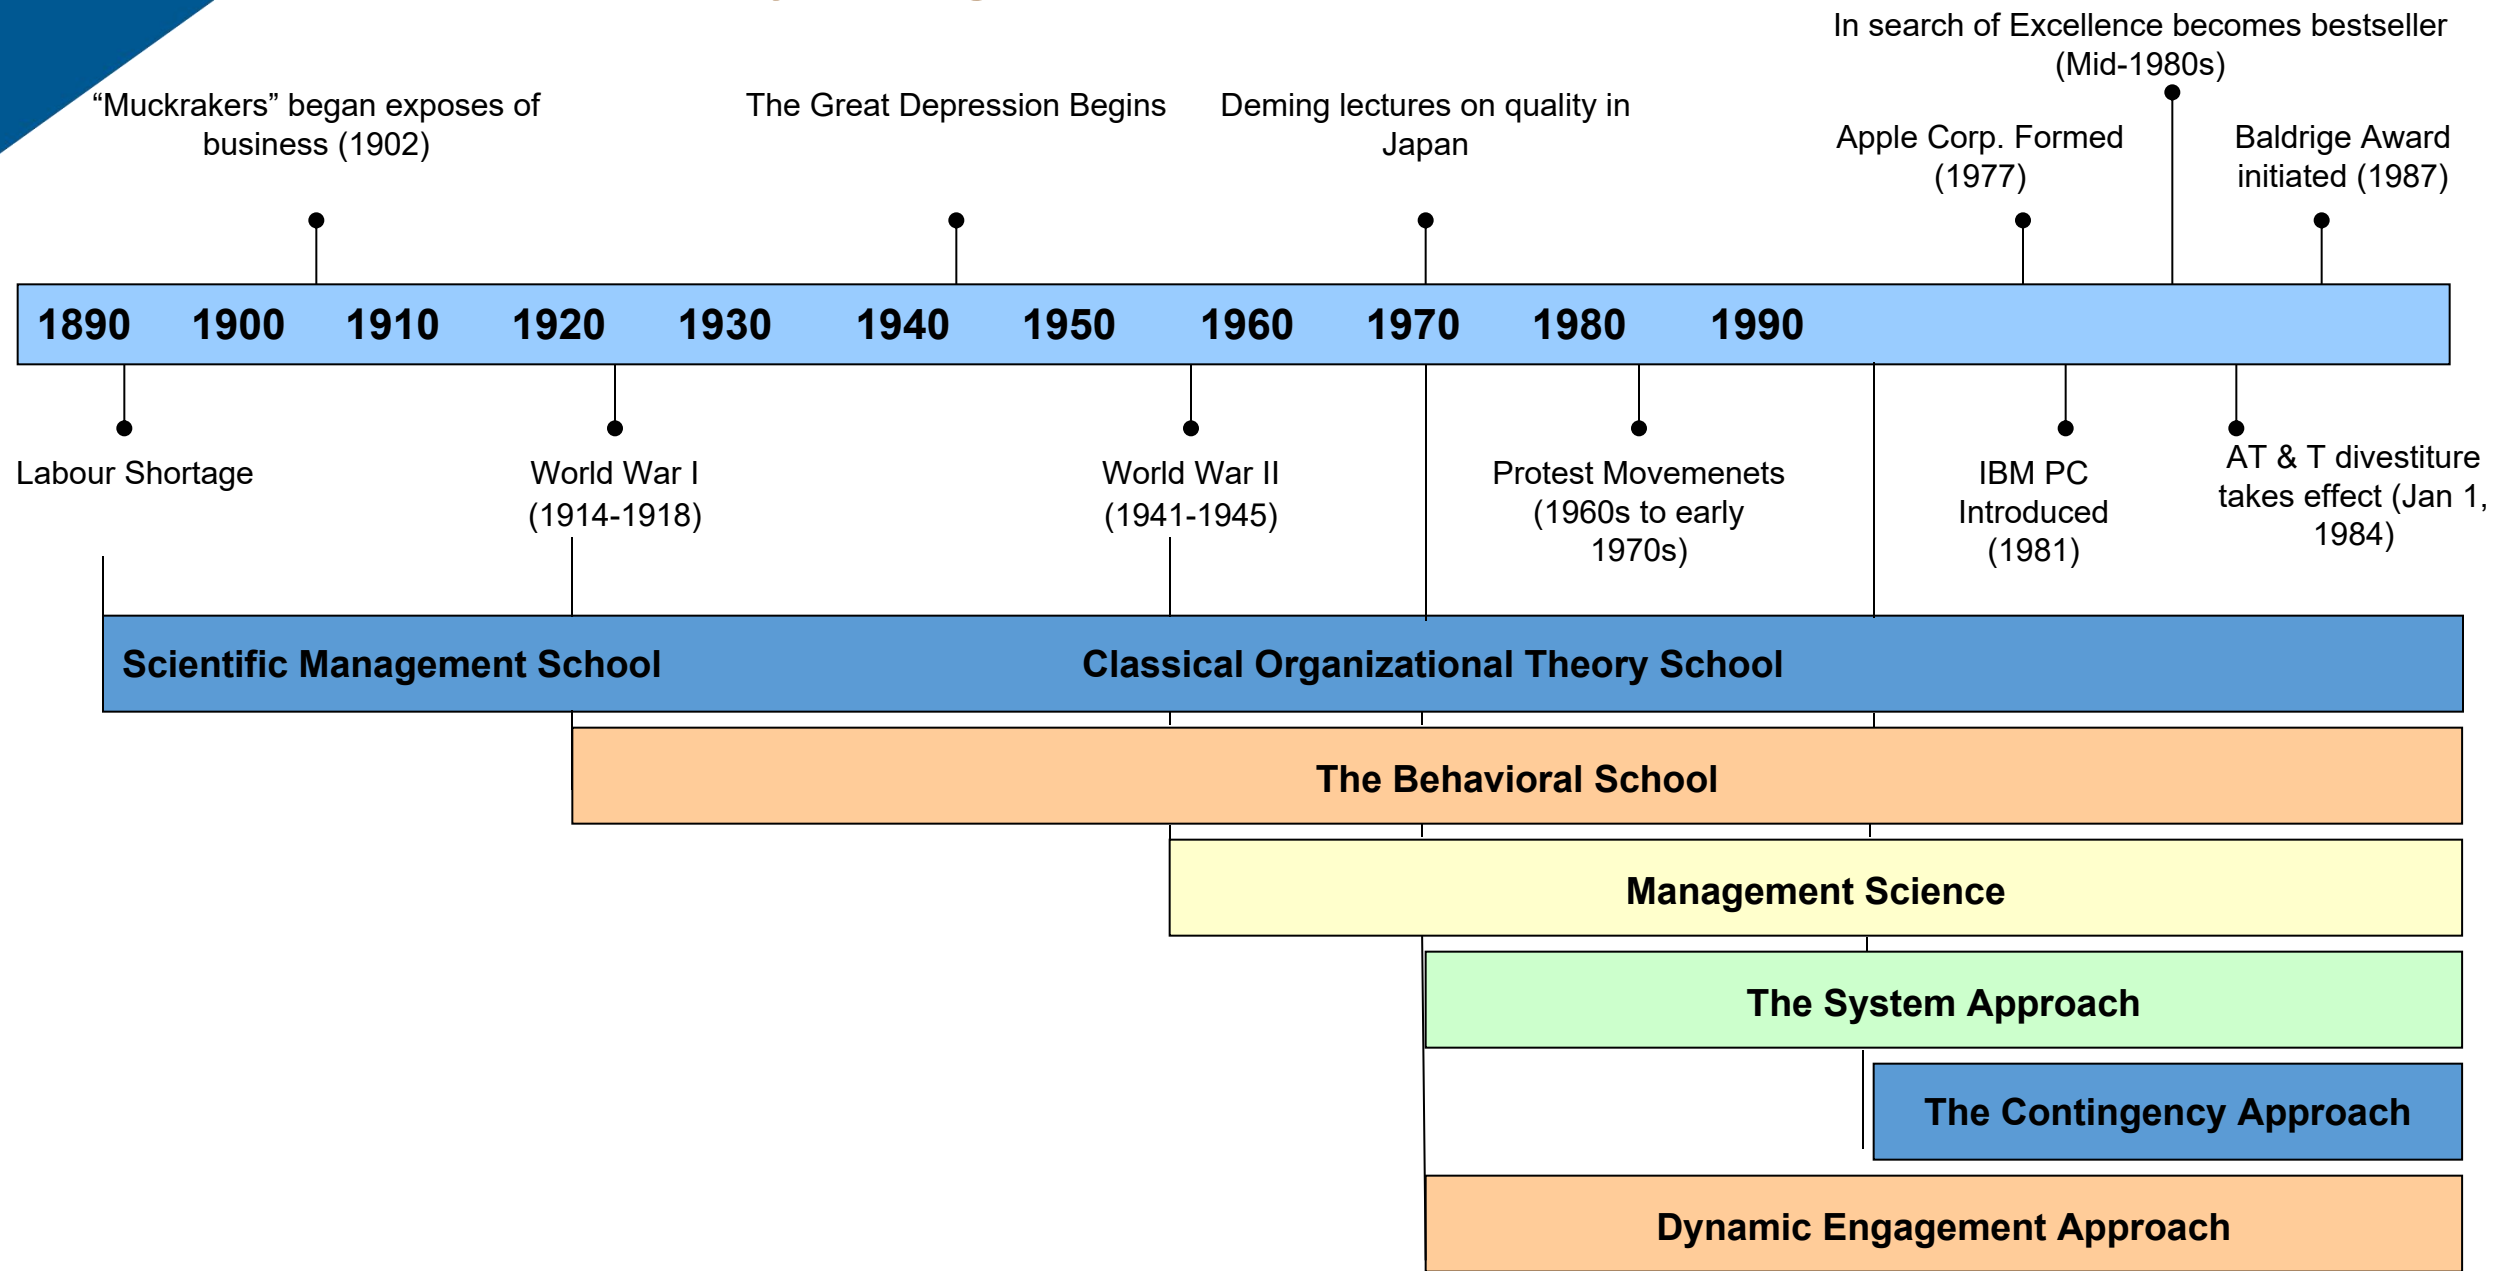 In search of Excellence becomes bestseller
(Mid-1980s)
“Muckrakers” began exposes of
business (1902)
The Great Depression Begins
Deming lectures on quality in
Japan
Apple Corp. Formed
(1977)
Baldrige Award
initiated (1987)
1890 1900 1910 1920 1930 1940 1950 1960 1970 1980 1990
Labour Shortage
World War I
(1914-1918)
World War II
(1941-1945)
Protest Movemenets
(1960s to early
1970s)
IBM PC
Introduced
(1981)
AT & T divestiture
takes effect (Jan 1,
1984)
Scientific Management School
Classical Organizational Theory School
The Behavioral School
Management Science
The System Approach
The Contingency Approach
Dynamic Engagement Approach